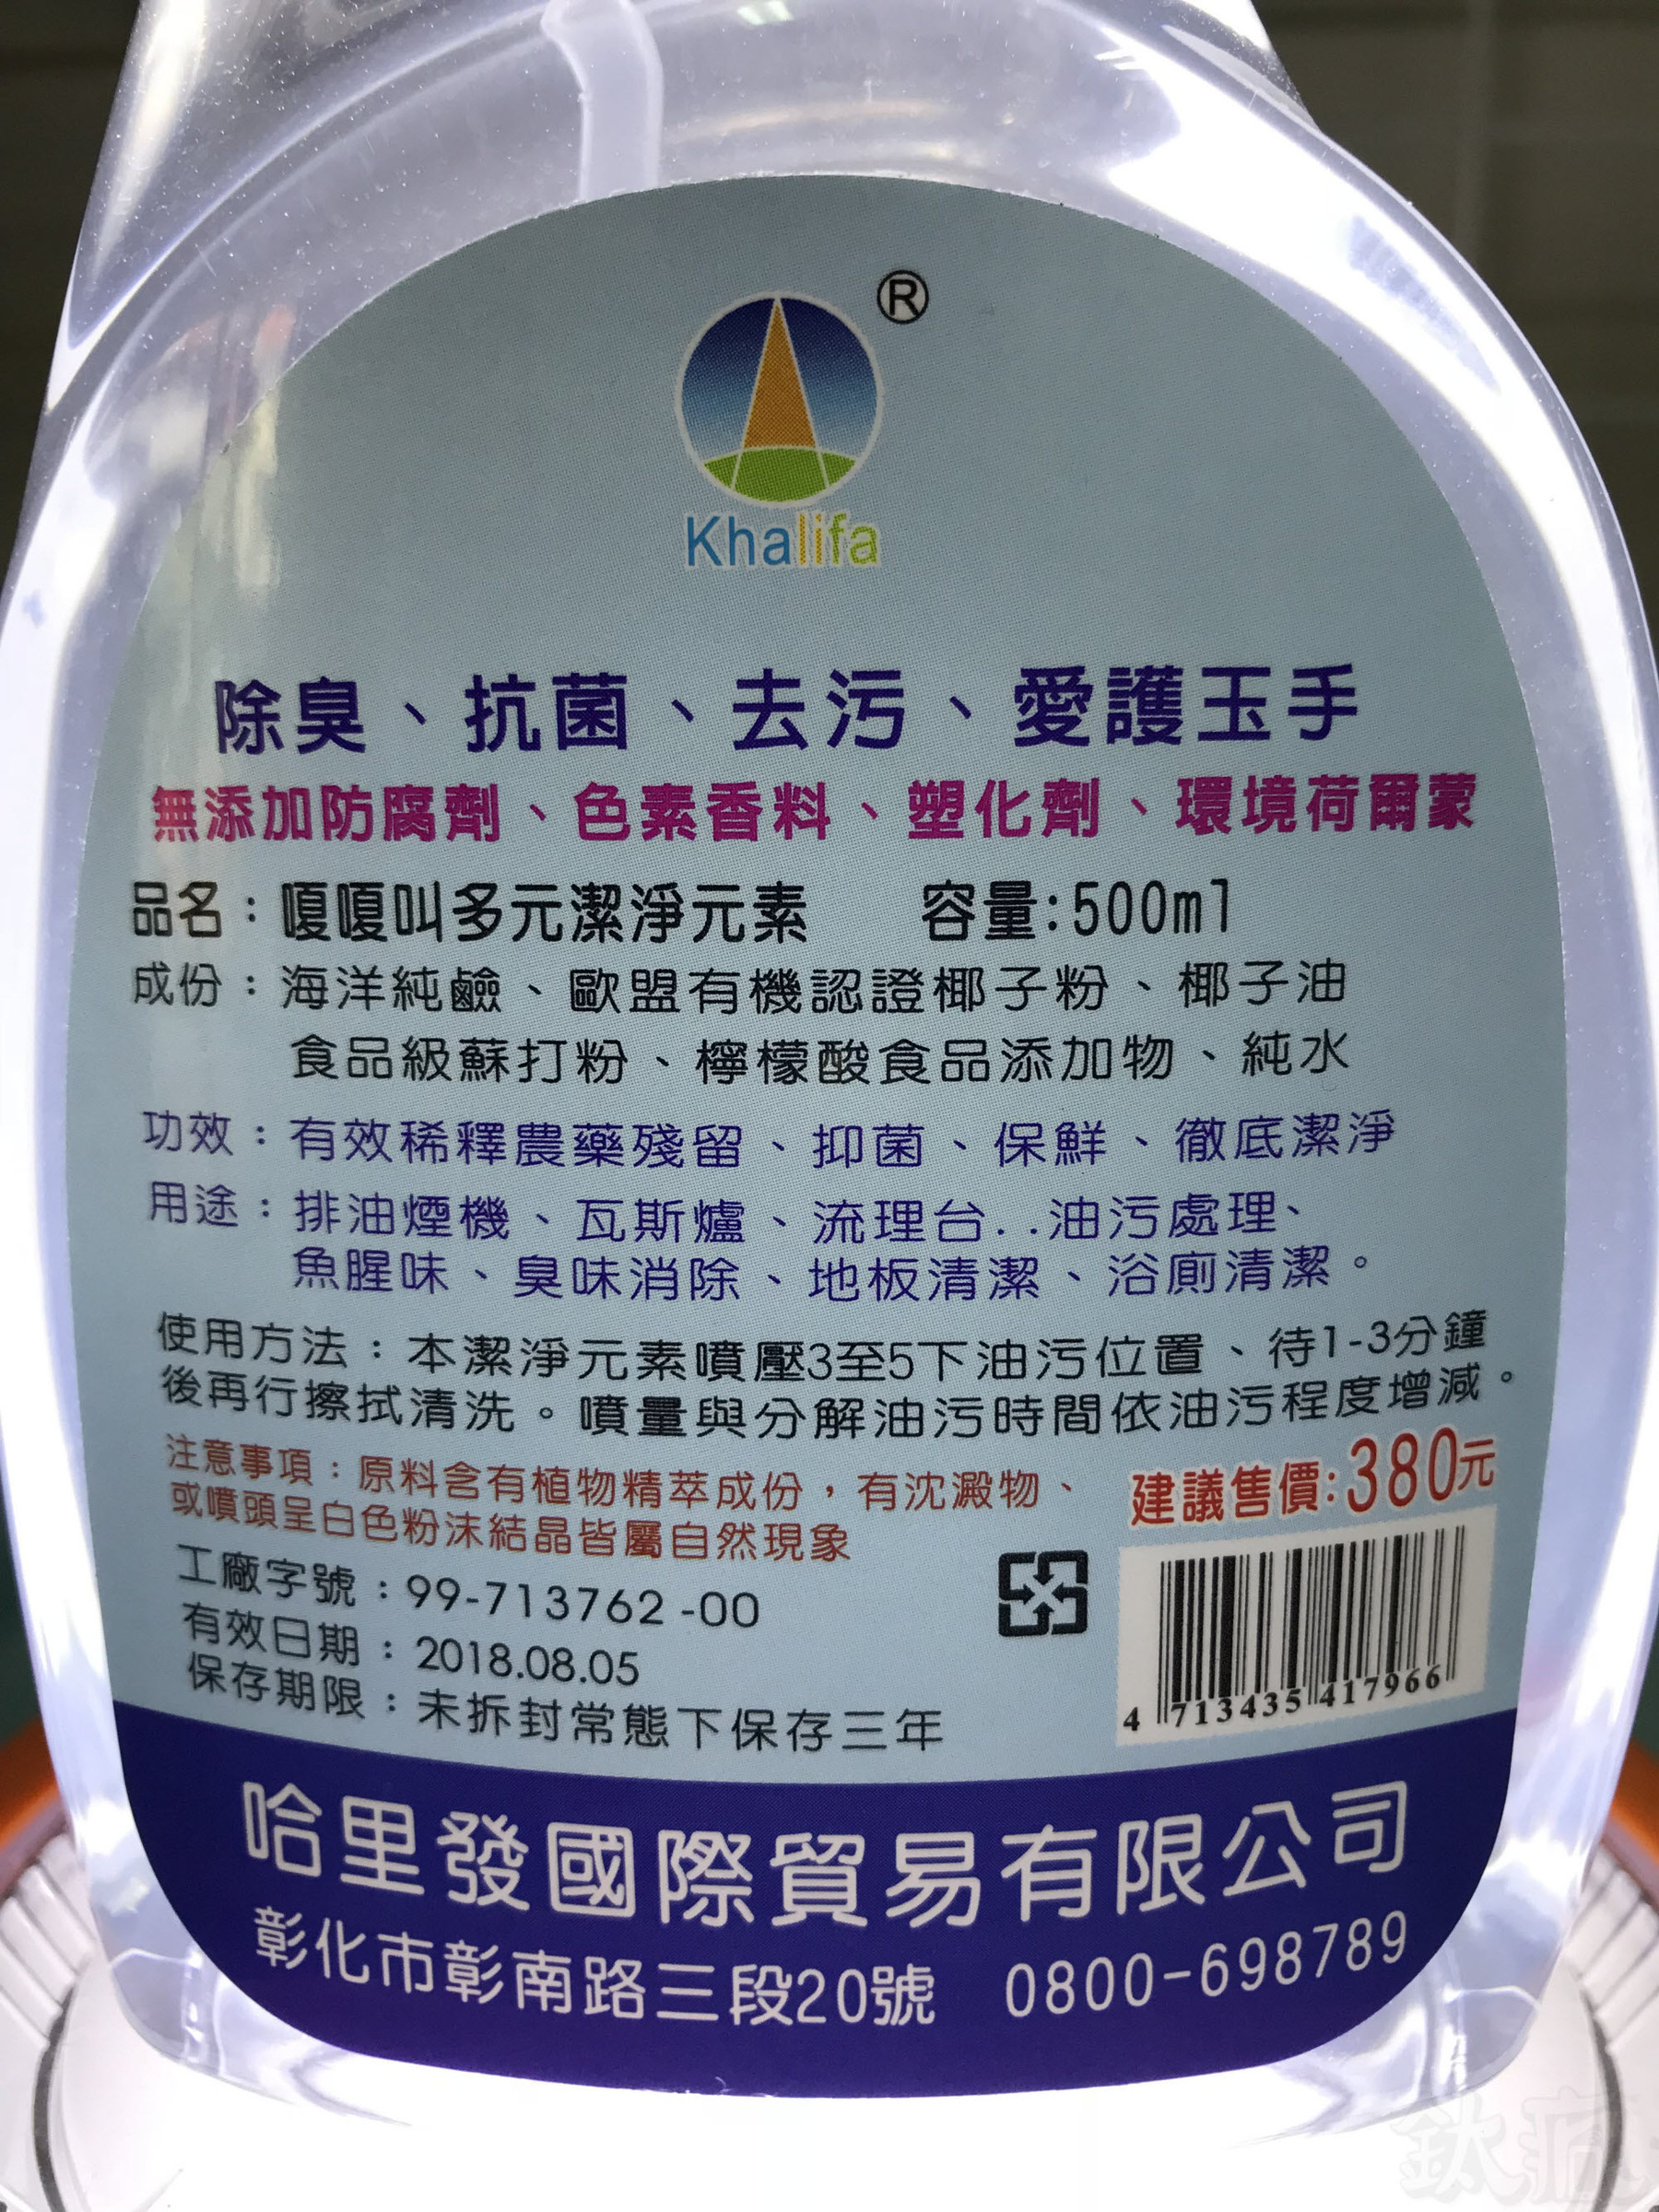 ®
Khalifa
除臭、抗菌、去污、愛護玉手
無添加防腐劑、色素香料、塑化劑、環境荷爾蒙
品名：嗄嗄叫多元潔淨元素 容量:500ml
成份：海洋純鹼、歐盟有機認證椰子粉、椰子油
食品級蘇打粉、檸檬酸食品添加物、純水
功效：有效稀釋農藥殘留、抑菌、保鮮、徹底潔淨
用途：排油煙機、瓦斯爐、流理台..油污處理、
魚腥味、臭味消除、地板清潔、浴廁清潔。
使用方法：本潔淨元素噴壓3至5下油污位置、待1-3分鐘
後再行擦拭清洗。噴量與分解油污時間依油污程度增減。
注意事項：原料含有植物精萃成份，有沈澱物、
或噴頭呈白色粉沫結晶皆屬自然現象
建議售價:380元
工廠字號：99-713762-00
有效日期：2018.08.05
保存期限：未拆封常態下保存三年
4 713435 417966
哈里發國際貿易有限公司
彰化市彰南路三段20號 0800-698789
鈦瘋